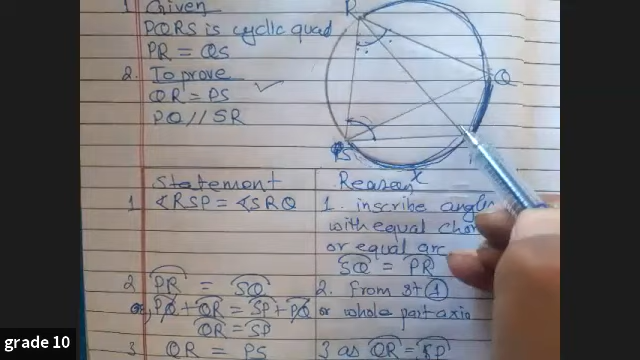 1 Given
PQRS is cyclic quad
PR = QS
2. To prove
QR = PS
PQ // SR
R
Q
S
Statement Reason
1 ∢RSP = ∢SRQ 1. inscribe angle
with equal chor
or equal arc
SQ = PR
2 PR = SQ 2. From st ①
or, PQ + QR = SP + PQ or whole part axio
QR = SP
3 QR = PS 3 as QR = SP
grade 10